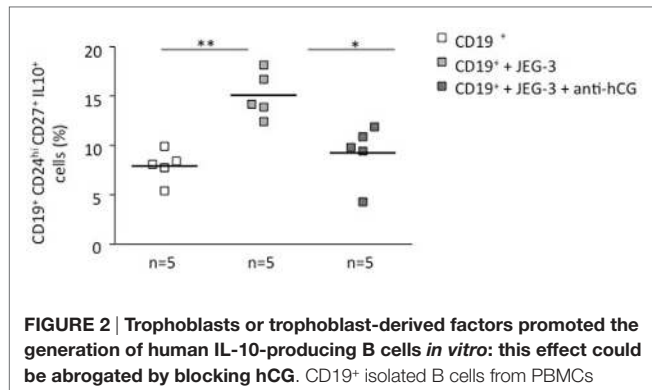 20
15
10
5
0
CD19⁺ CD24ʰⁱ CD27⁺ IL10⁺
cells (%)
**
*
n=5
n=5
n=5
CD19 ⁺
CD19⁺ + JEG-3
CD19⁺ + JEG-3 + anti-hCG
FIGURE 2 | Trophoblasts or trophoblast-derived factors promoted the
generation of human IL-10-producing B cells in vitro: this effect could
be abrogated by blocking hCG. CD19⁺ isolated B cells from PBMCs